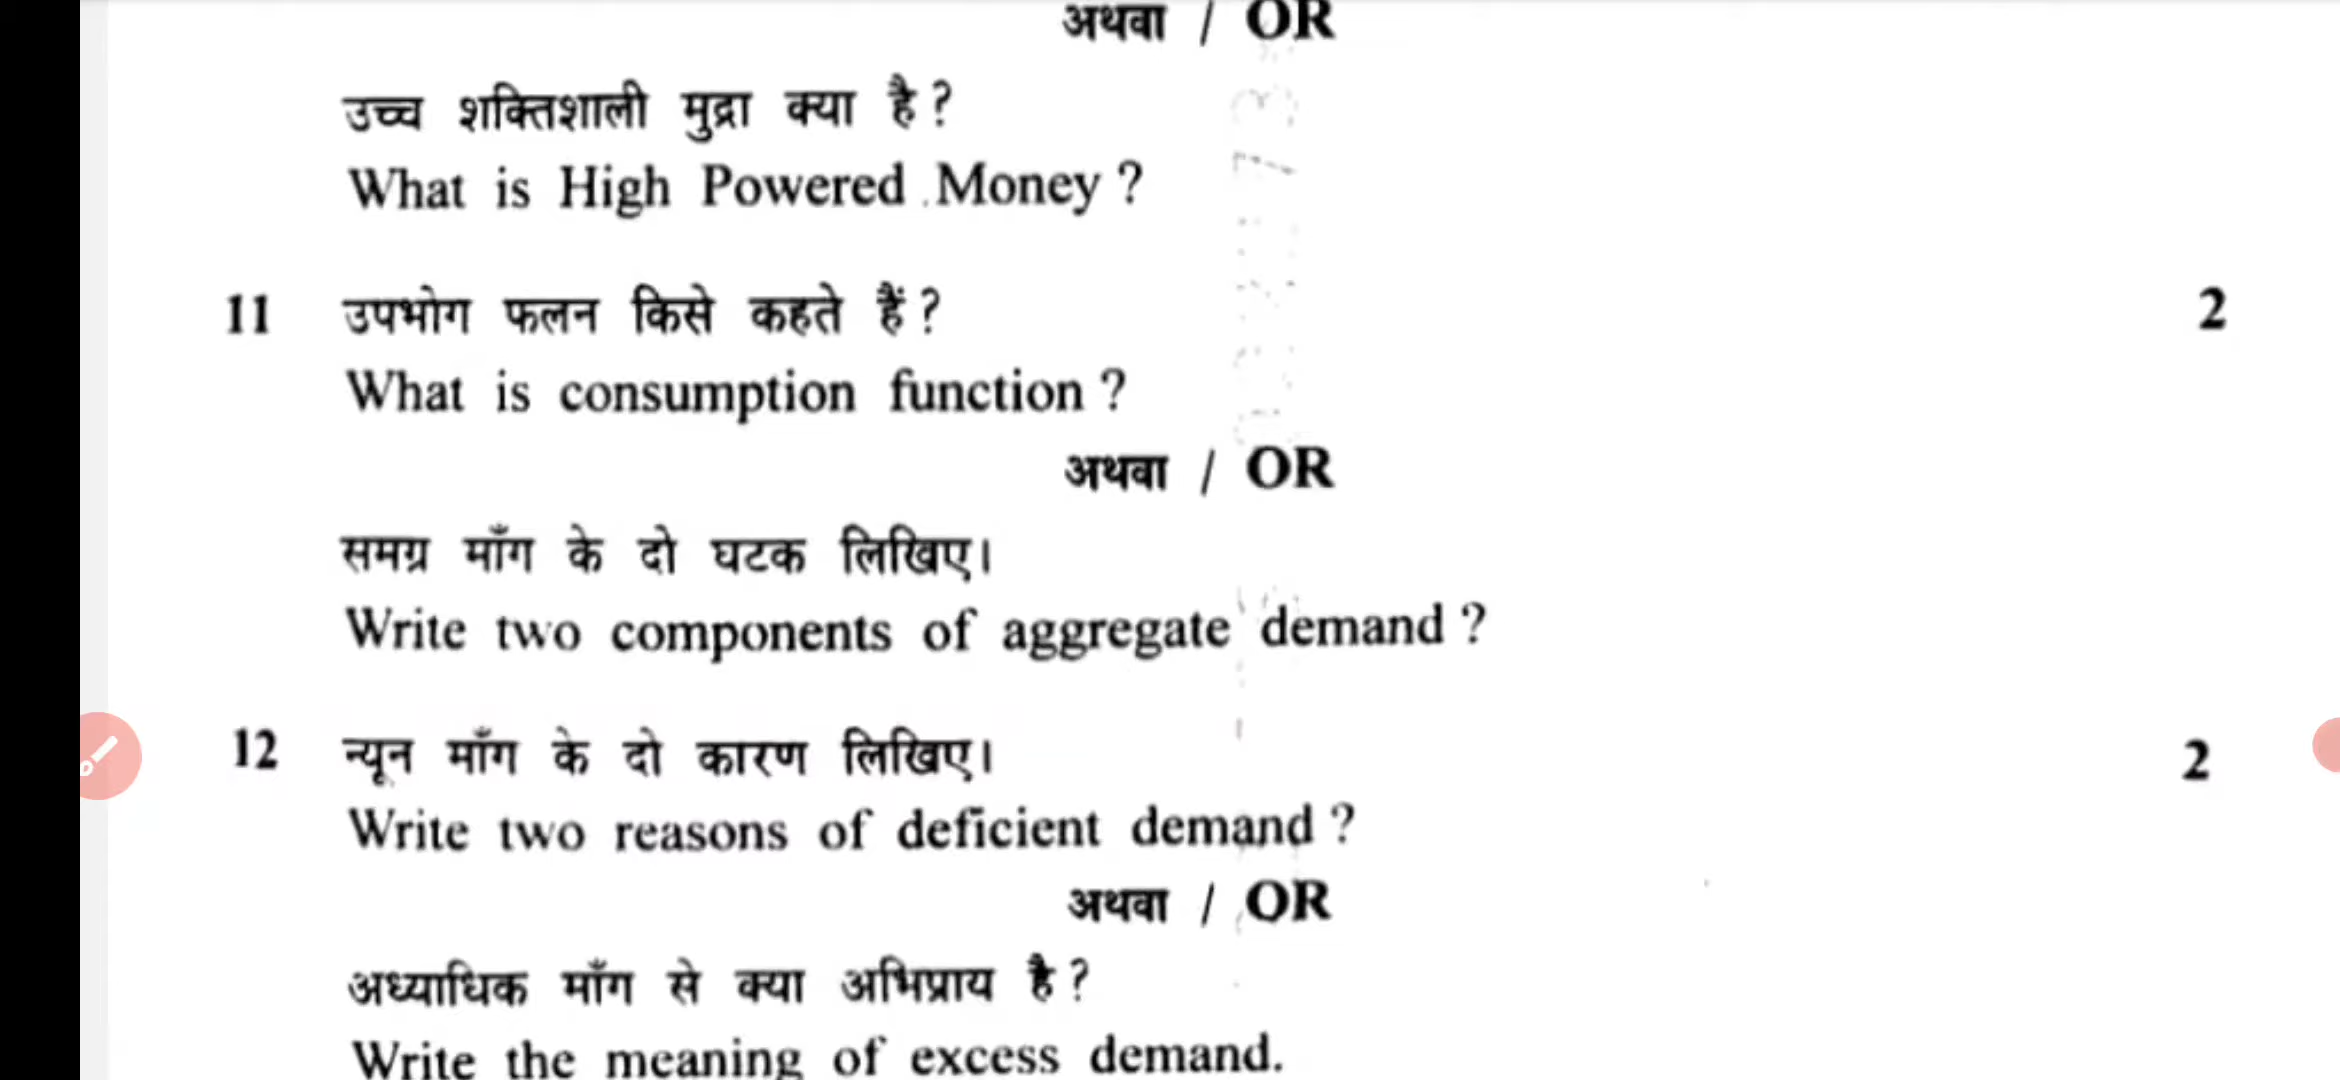 अथवा / OR
उच्च शक्तिशाली मुद्रा क्या है ?
What is High Powered Money ?
11 उपभोग फलन किसे कहते हैं ? 2
What is consumption function ?
अथवा / OR
समग्र माँग के दो घटक लिखिए।
Write two components of aggregate demand ?
12 न्यून माँग के दो कारण लिखिए। 2
Write two reasons of deficient demand ?
अथवा / OR
अध्याधिक माँग से क्या अभिप्राय है ?
Write the meaning of excess demand.